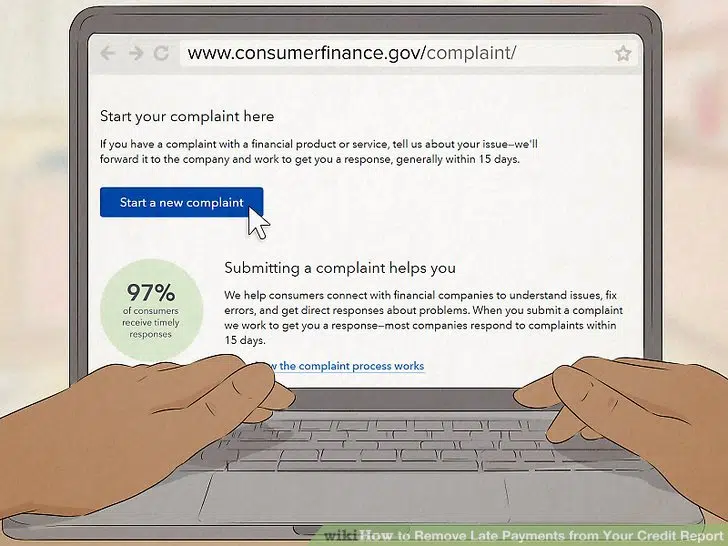 www.consumerfinance.gov/complaint/
Start your complaint here
If you have a complaint with a financial product or service, tell us about your issue—we'll
forward it to the company and work to get you a response, generally within 15 days.
Start a new complaint
97%
of consumers
receive timely
responses
Submitting a complaint helps you
We help consumers connect with financial companies to understand issues, fix
errors, and get direct responses about problems. When you submit a complaint
we work to get you a response—most companies respond to complaints within
15 days.
the complaint process works
wikiHow to Remove Late Payments from Your Credit Report